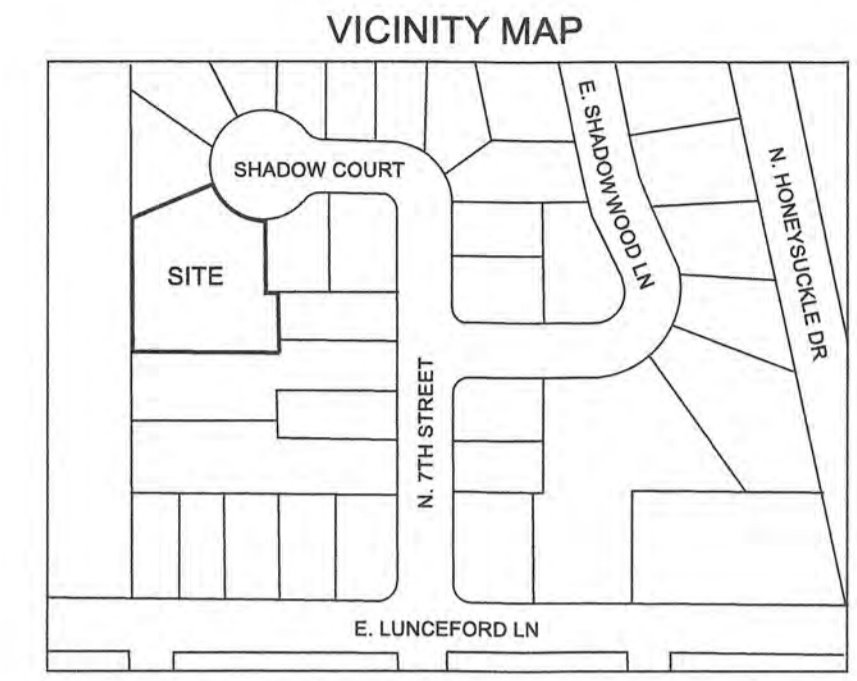 VICINITY MAP
E. SHADOWWOOD LN
SHADOW COURT
N. HONEYSUCKLE DR
SITE
N. 7TH STREET
E. LUNCEFORD LN